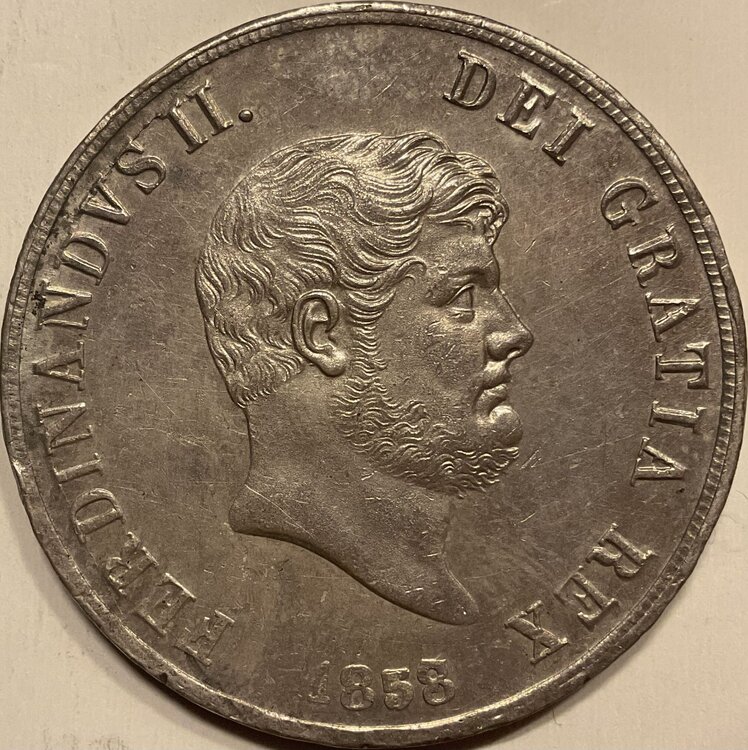 FERDINANDVS II. DEI GRATIA REX
1858